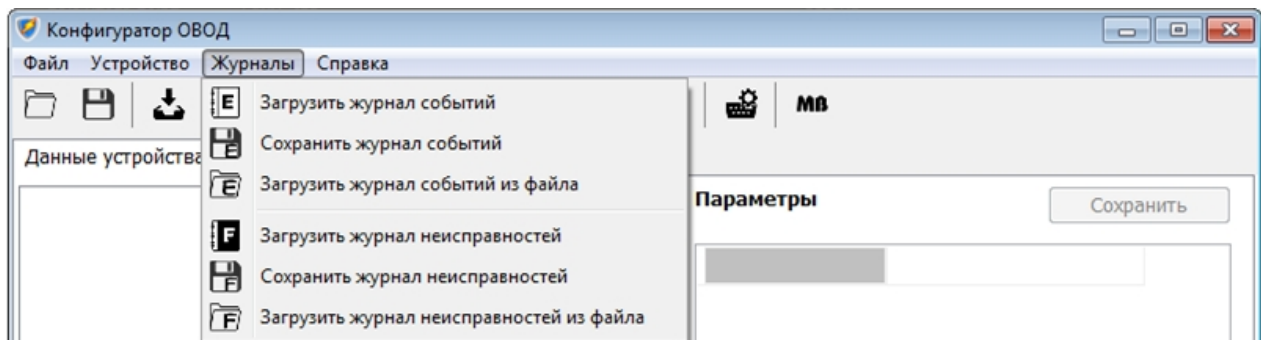 Конфигуратор ОВОД
Файл Устройство Журналы Справка
МВ
Загрузить журнал событий
Сохранить журнал событий
Загрузить журнал событий из файла
Загрузить журнал неисправностей
Сохранить журнал неисправностей
Загрузить журнал неисправностей из файла
Данные устройства
Параметры
Сохранить
E
E
E
F
F
F